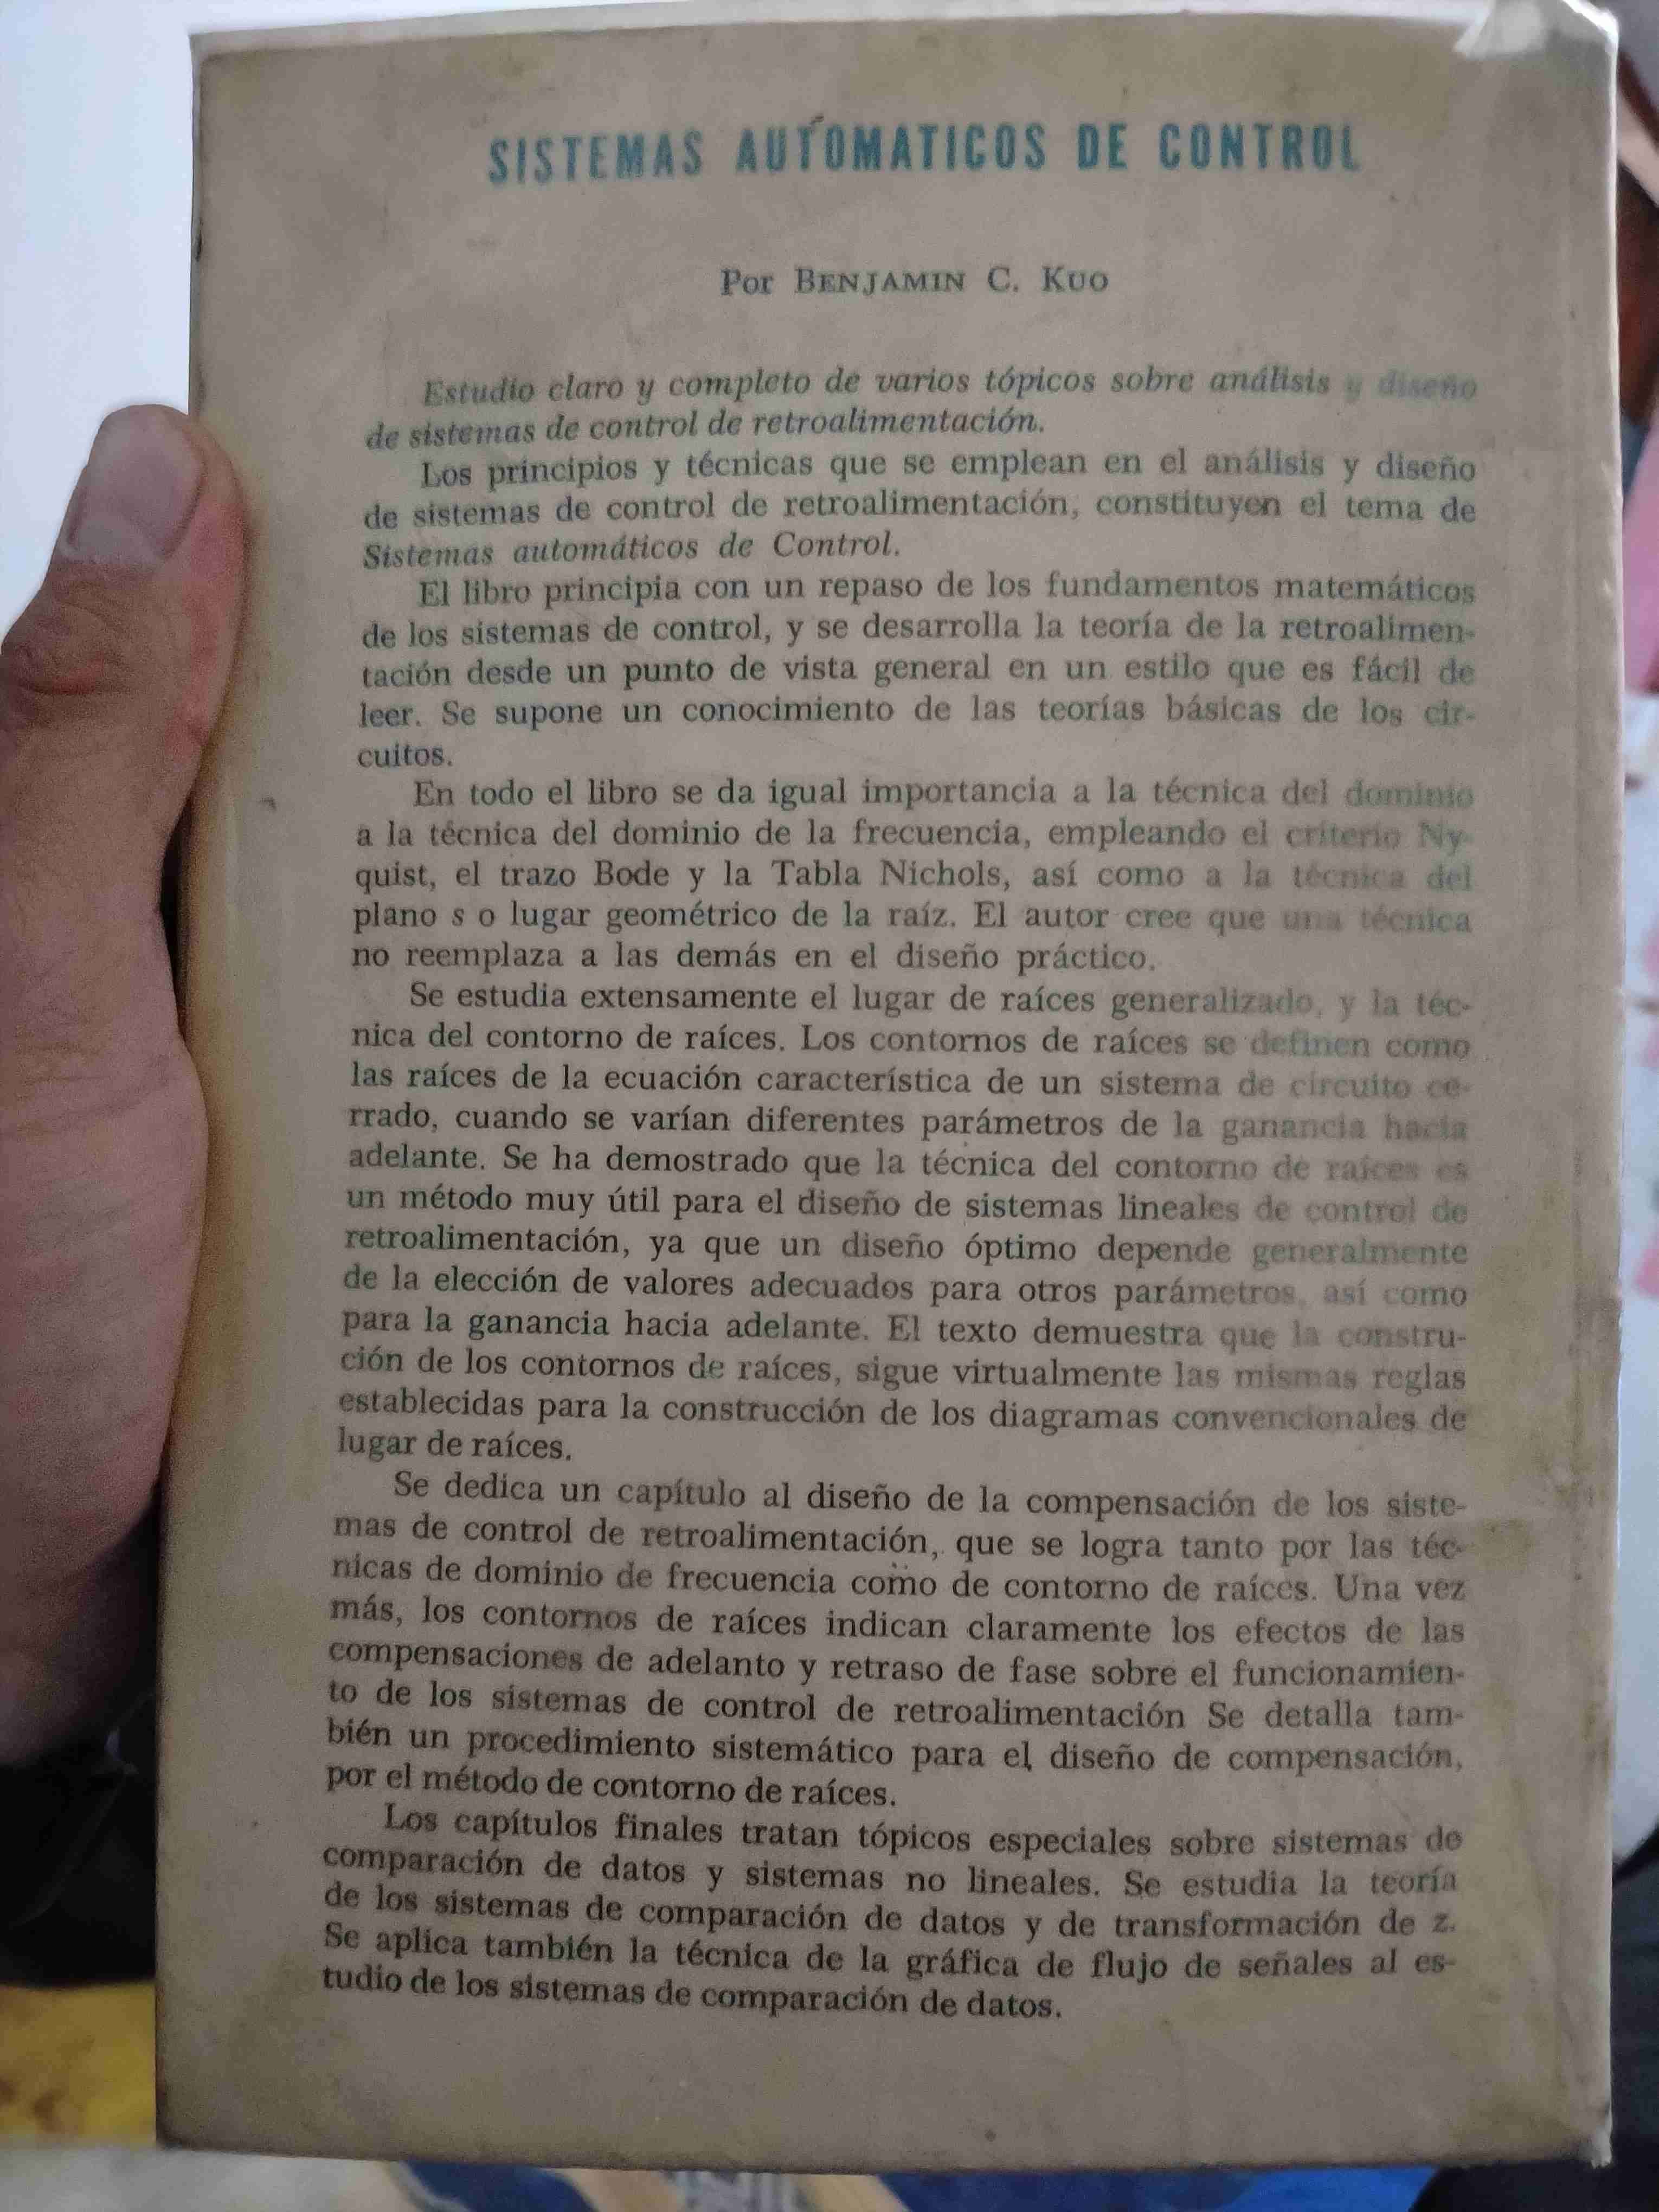 SISTEMAS AUTOMATICOS DE CONTROL
Por BENJAMIN C. KUO
Estudio claro y completo de varios tópicos sobre análisis y diseño
de sistemas de control de retroalimentación.
Los principios y técnicas que se emplean en el análisis y diseño
de sistemas de control de retroalimentación, constituyen el tema de
Sistemas automáticos de Control.
El libro principia con un repaso de los fundamentos matemáticos
de los sistemas de control, y se desarrolla la teoría de la retroalimen-
tación desde un punto de vista general en un estilo que es fácil de
leer. Se supone un conocimiento de las teorías básicas de los cir-
cuitos.
En todo el libro se da igual importancia a la técnica del dominio
a la técnica del dominio de la frecuencia, empleando el criterio Ny-
quist, el trazo Bode y la Tabla Nichols, así como a la técnica del
plano s o lugar geométrico de la raíz. El autor cree que una técnica
no reemplaza a las demás en el diseño práctico.
Se estudia extensamente el lugar de raíces generalizado, y la téc-
nica del contorno de raíces. Los contornos de raíces se definen como
las raíces de la ecuación característica de un sistema de circuito ce-
rrado, cuando se varían diferentes parámetros de la ganancia hacia
adelante. Se ha demostrado que la técnica del contorno de raíces es
un método muy útil para el diseño de sistemas lineales de control de
retroalimentación, ya que un diseño óptimo depende generalmente
de la elección de valores adecuados para otros parámetros, así como
para la ganancia hacia adelante. El texto demuestra que la constru-
ción de los contornos de raíces, sigue virtualmente las mismas reglas
establecidas para la construcción de los diagramas convencionales de
lugar de raíces.
Se dedica un capítulo al diseño de la compensación de los siste-
mas de control de retroalimentación, que se logra tanto por las téc-
nicas de dominio de frecuencia como de contorno de raíces. Una vez
más, los contornos de raíces indican claramente los efectos de las
compensaciones de adelanto y retraso de fase sobre el funcionamien-
to de los sistemas de control de retroalimentación Se detalla tam-
bién un procedimiento sistemático para el diseño de compensación,
por el método de contorno de raíces.
Los capítulos finales tratan tópicos especiales sobre sistemas de
comparación de datos y sistemas no lineales. Se estudia la teoría
de los sistemas de comparación de datos y de transformación de z.
Se aplica también la técnica de la gráfica de flujo de señales al es-
tudio de los sistemas de comparación de datos.